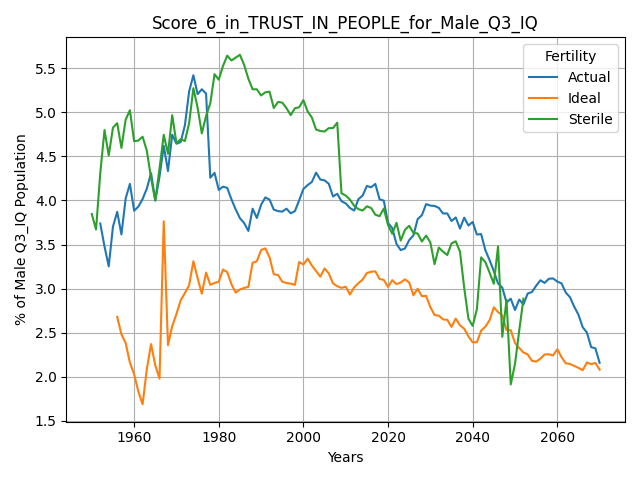 Score_6_in_TRUST_IN_PEOPLE_for_Male_Q3_IQ
Fertility
Actual
Ideal
Sterile
% of Male Q3_IQ Population
5.5
5.0
4.5
4.0
3.5
3.0
2.5
2.0
1.5
1960
1980
2000
2020
2040
2060
Years